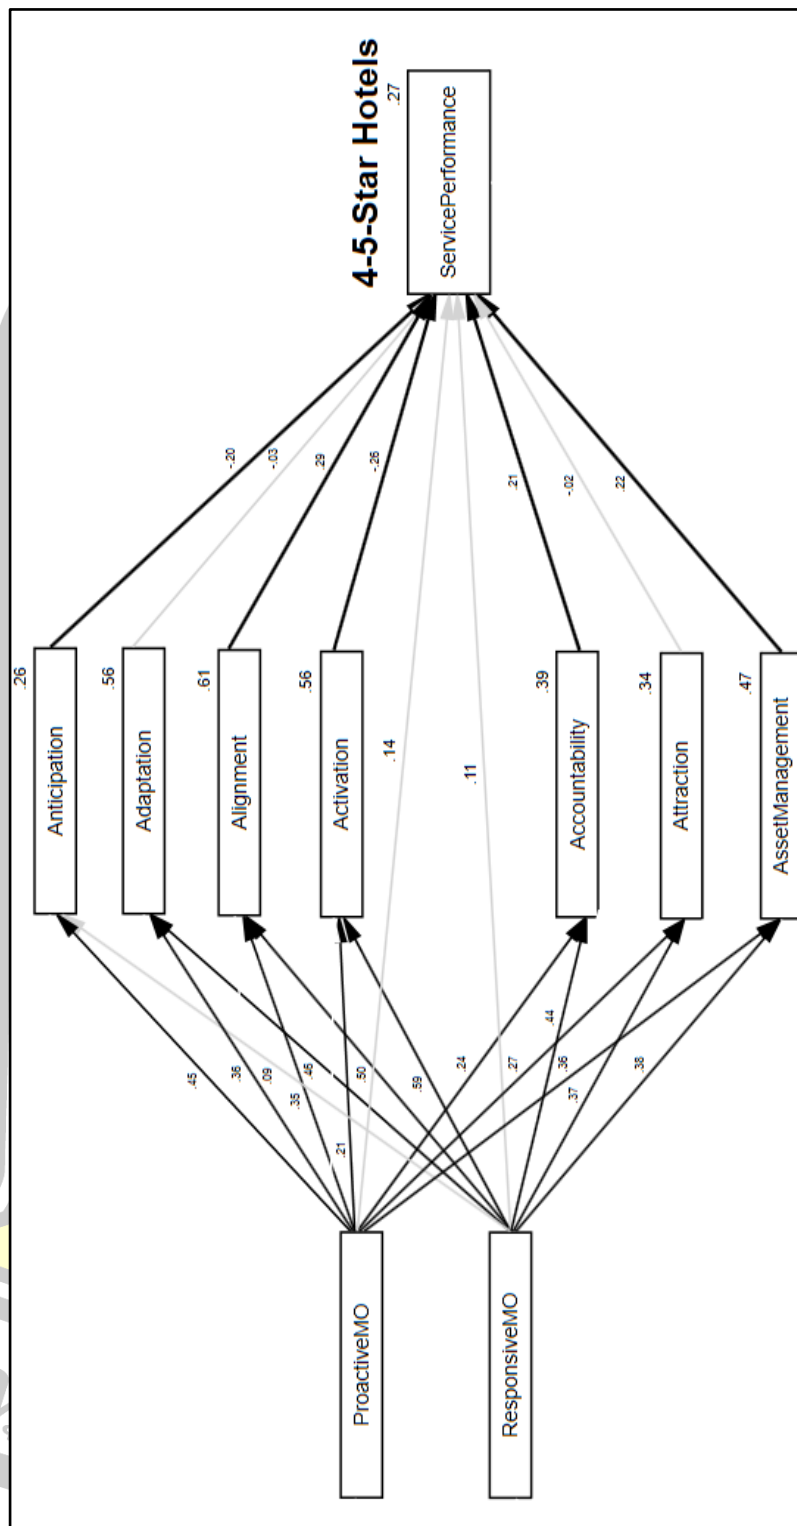 4-5-Star Hotels
.27
ServicePerformance
-.20
-.03
.29
-.26
.21
-.02
.22
.26
Anticipation
.56
Adaptation
.61
Alignment
.56
Activation
.14
.11
.39
Accountability
.34
Attraction
.47
AssetManagement
.45
.36
.09
.35
.46
.21
.50
.59
.24
.27
.44
.36
.37
.38
ProactiveMO
ResponsiveMO